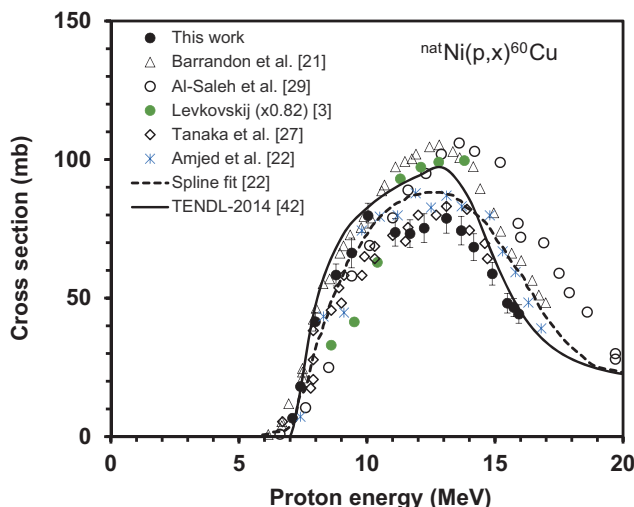 150
100
50
0
Cross section (mb)
This work
Barrandon et al. [21]
Al-Saleh et al. [29]
Levkovskij (x0.82) [3]
Tanaka et al. [27]
Amjed et al. [22]
Spline fit [22]
TENDL-2014 [42]
natNi(p,x)60Cu
0 5 10 15 20
Proton energy (MeV)